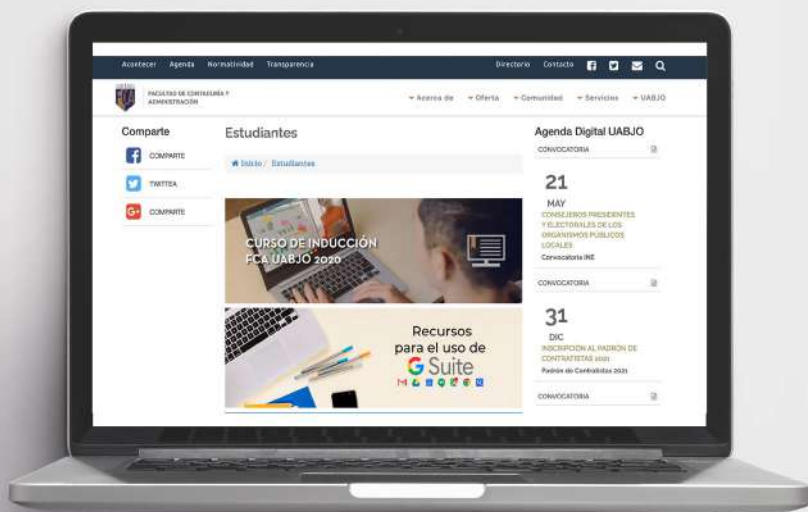 Acontecer Agenda Normatividad Transparencia Directorio Contacto
FACULTAD DE CONTADURÍA Y
ADMINISTRACIÓN
Acerca de Oferta Comunidad Servicios UABJO
Comparte
COMPARTE
TWITTEA
G+ COMPARTE
Estudiantes
Inicio / Estudiantes
CURSO DE INDUCCIÓN
FCA UABJO 2020
Recursos
para el uso de
G Suite
Agenda Digital UABJO
CONVOCATORIA
21
MAY
CONSEJEROS PRESIDENTES
Y ELECTORALES DE LOS
ORGANISMOS PÚBLICOS
LOCALES
Convocatoria INE
CONVOCATORIA
31
DIC
INSCRIPCIÓN AL PADRÓN DE
CONTRATISTAS 2021
Padrón de Contratistas 2021
CONVOCATORIA